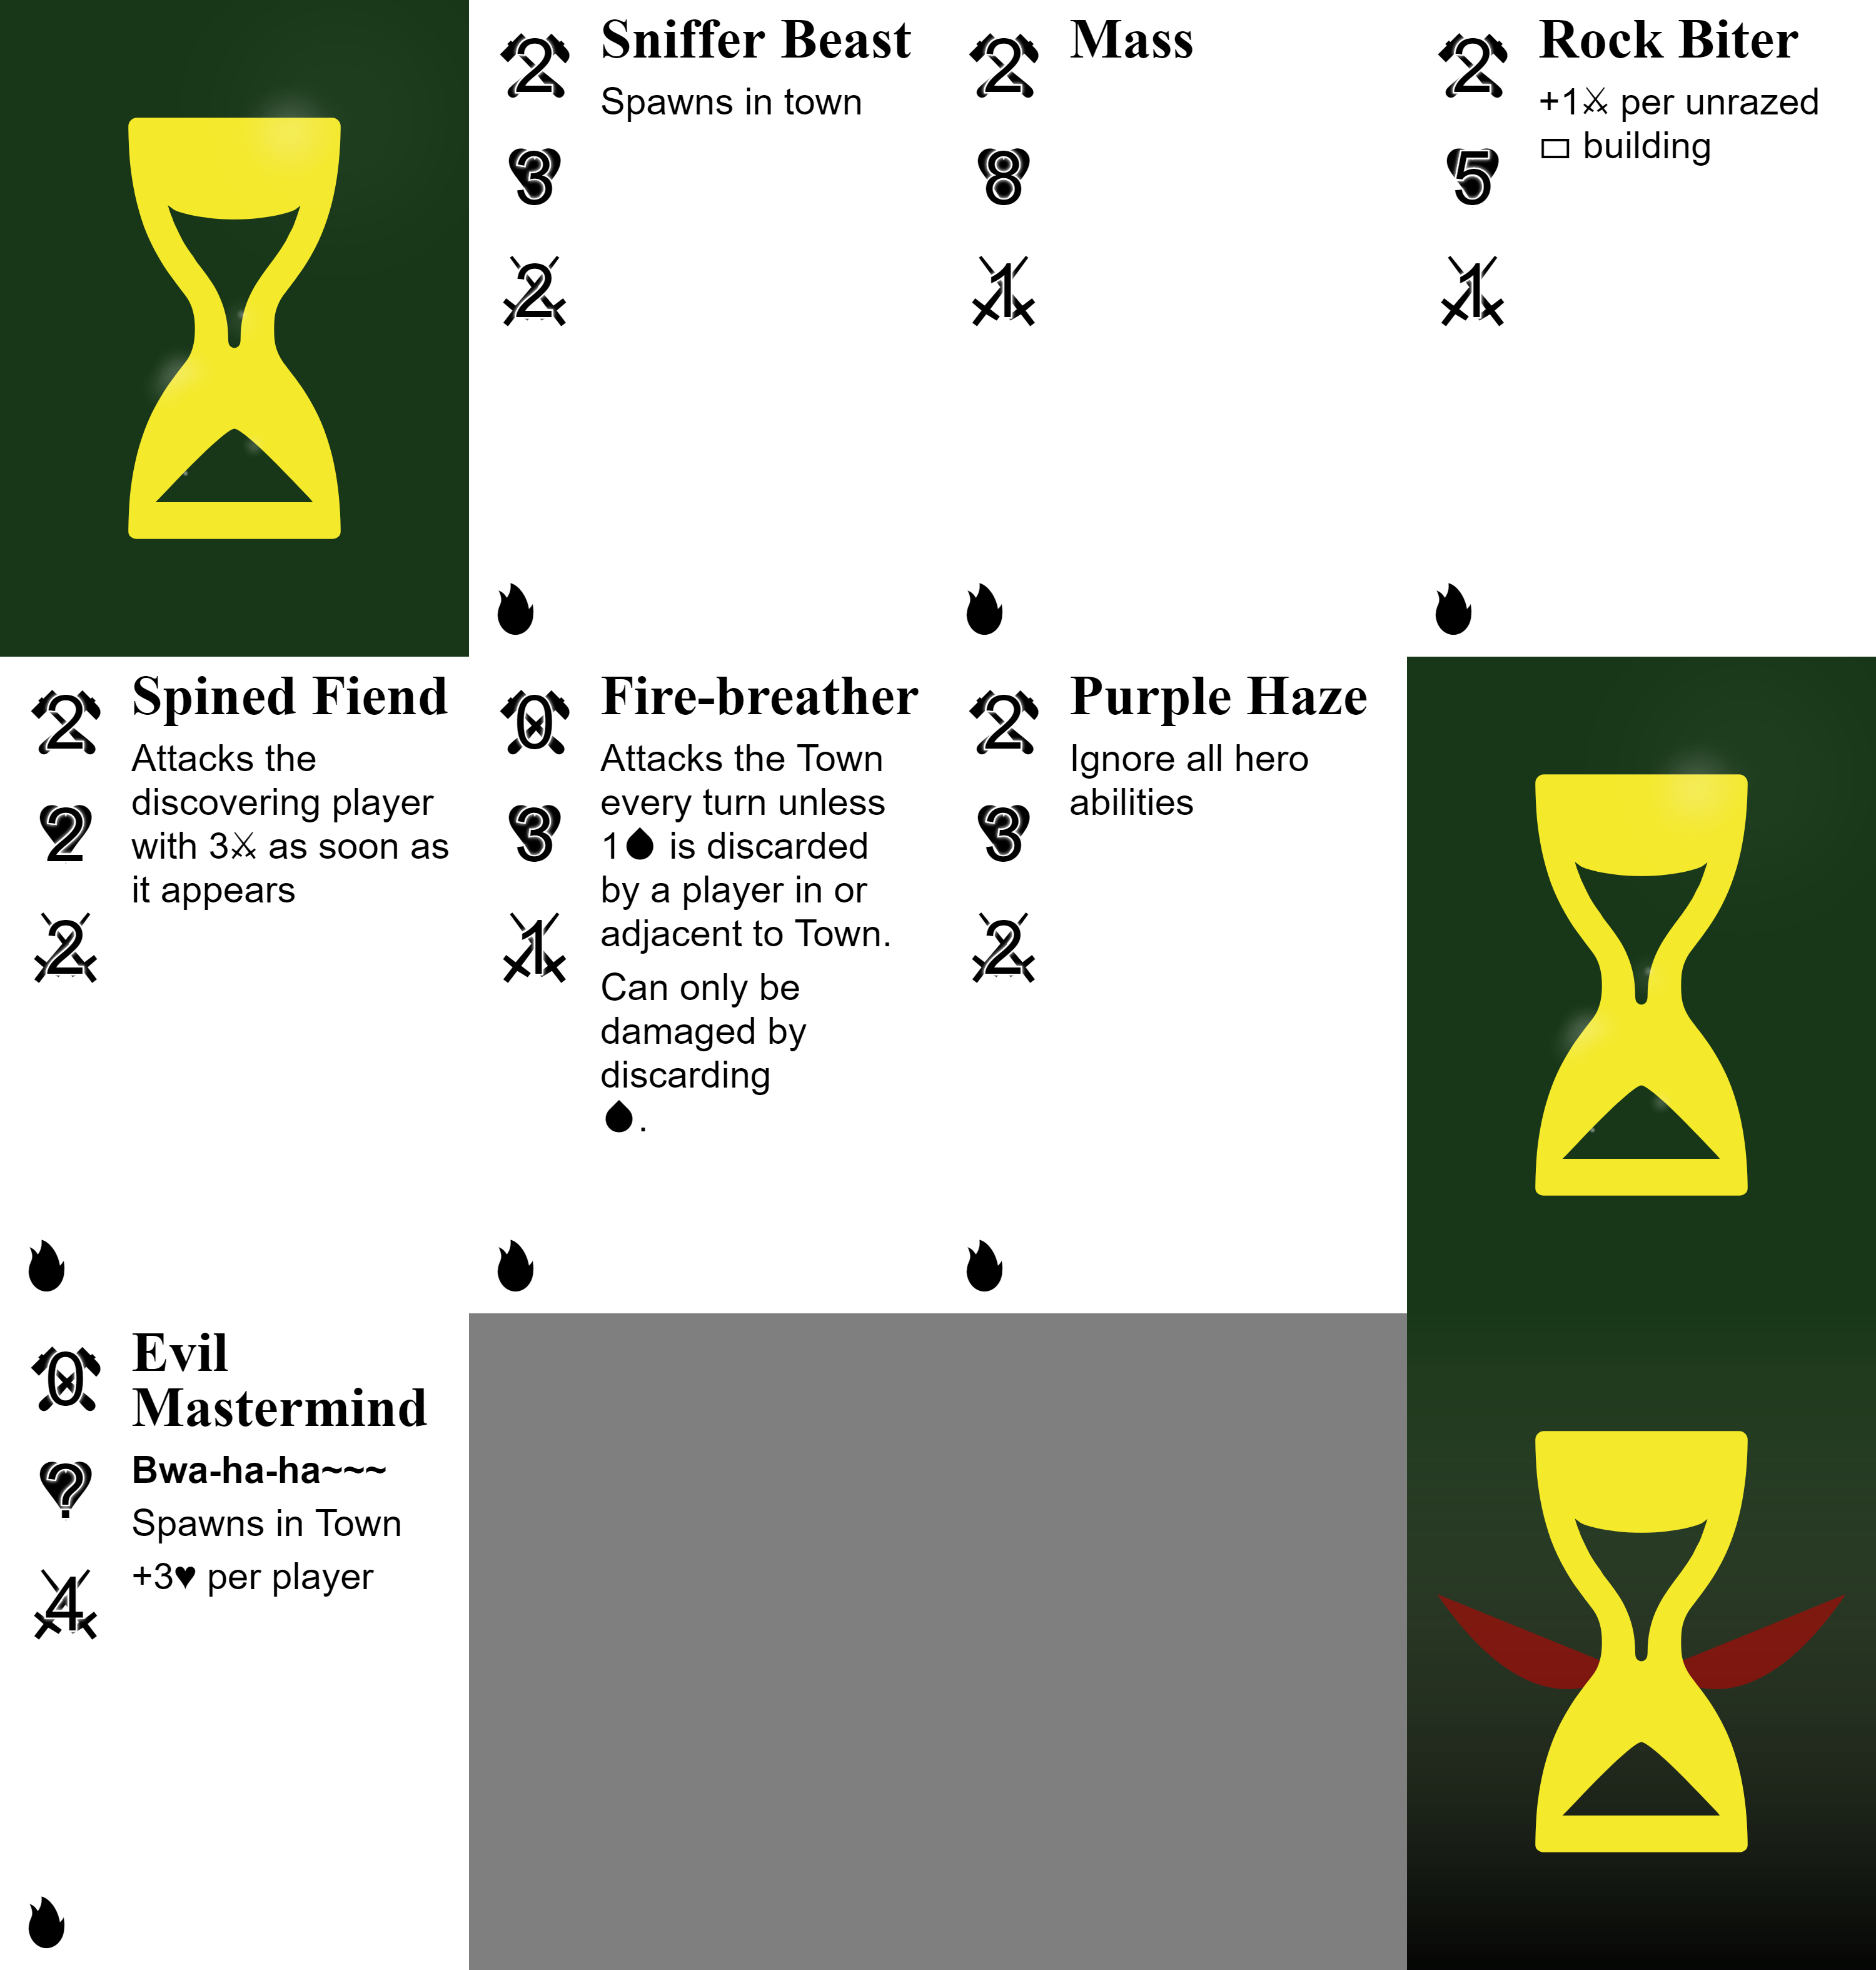 2
Sniffer Beast
Spawns in town
3
2
2
Mass
8
1
2
Rock Biter
+1⚔ per unrazed
▭ building
5
1
2
Spined Fiend
Attacks the
discovering player
with 3⚔ as soon as
it appears
2
2
0
Fire-breather
Attacks the Town
every turn unless
1💧 is discarded
by a player in or
adjacent to Town.
Can only be
damaged by
discarding
💧.
3
1
2
Purple Haze
Ignore all hero
abilities
3
2
0
Evil
Mastermind
Bwa-ha-ha~~~
Spawns in Town
+3♥ per player
?
4